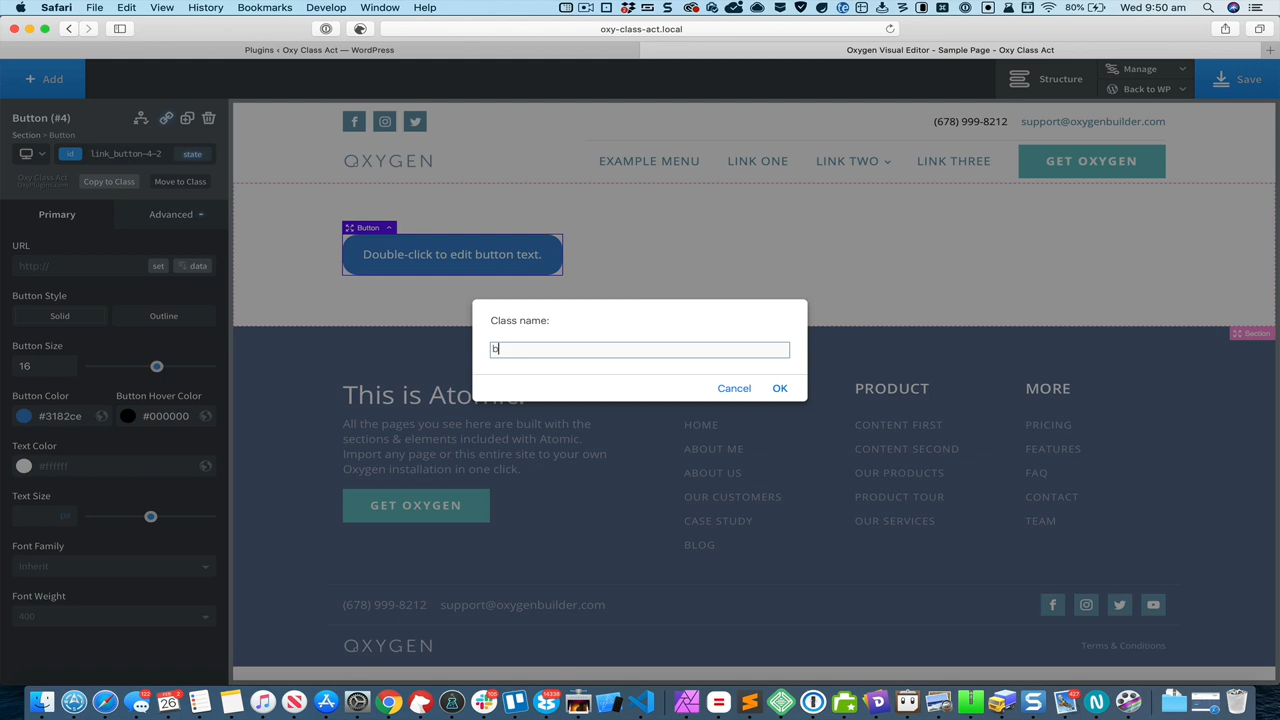 Safari File Edit View History Bookmarks Develop Window Help 80% Wed 9:50 am
oxy-class-act.local
Plugins ‹ Oxy Class Act — WordPress Oxygen Visual Editor - Sample Page - Oxy Class Act
+ Add Structure Manage Save
Back to WP
Button (#4)
Section > Button
id link_button-4-2 state
Oxy Class Act
OxyPlugins.com
Copy to Class Move to Class
Primary Advanced
URL
http:// set data
Button Style
Solid Outline
Button Size
16
Button Color Button Hover Color
#3182ce #000000
Text Color
#ffffff
Text Size
px
Font Family
Inherit
Font Weight
400
(678) 999-8212 support@oxygenbuilder.com
OXYGEN EXAMPLE MENU LINK ONE LINK TWO LINK THREE GET OXYGEN
Button
Double-click to edit button text.
Class name:
b
Cancel OK
Section
This is Atomic.
All the pages you see here are built with the
sections & elements included with Atomic.
Import any page or this entire site to your own
Oxygen installation in one click.
GET OXYGEN
HOME
ABOUT ME
ABOUT US
OUR CUSTOMERS
CASE STUDY
BLOG
PRODUCT
CONTENT FIRST
CONTENT SECOND
OUR PRODUCTS
PRODUCT TOUR
OUR SERVICES
MORE
PRICING
FEATURES
FAQ
CONTACT
TEAM
(678) 999-8212 support@oxygenbuilder.com
OXYGEN Terms & Conditions